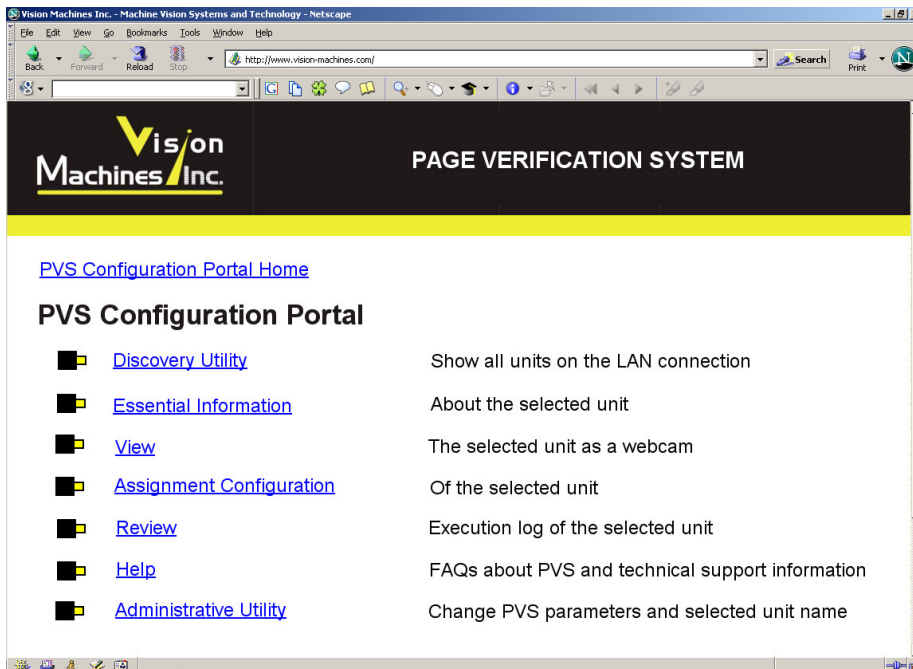 Vision Machines Inc. - Machine Vision Systems and Technology - Netscape
File Edit View Go Bookmarks Tools Window Help
Back Forward Reload Stop http://www.vision-machines.com/ Search Print N
G
Vision
Machines Inc.
PAGE VERIFICATION SYSTEM
PVS Configuration Portal Home
PVS Configuration Portal
Discovery Utility Show all units on the LAN connection
Essential Information About the selected unit
View The selected unit as a webcam
Assignment Configuration Of the selected unit
Review Execution log of the selected unit
Help FAQs about PVS and technical support information
Administrative Utility Change PVS parameters and selected unit name